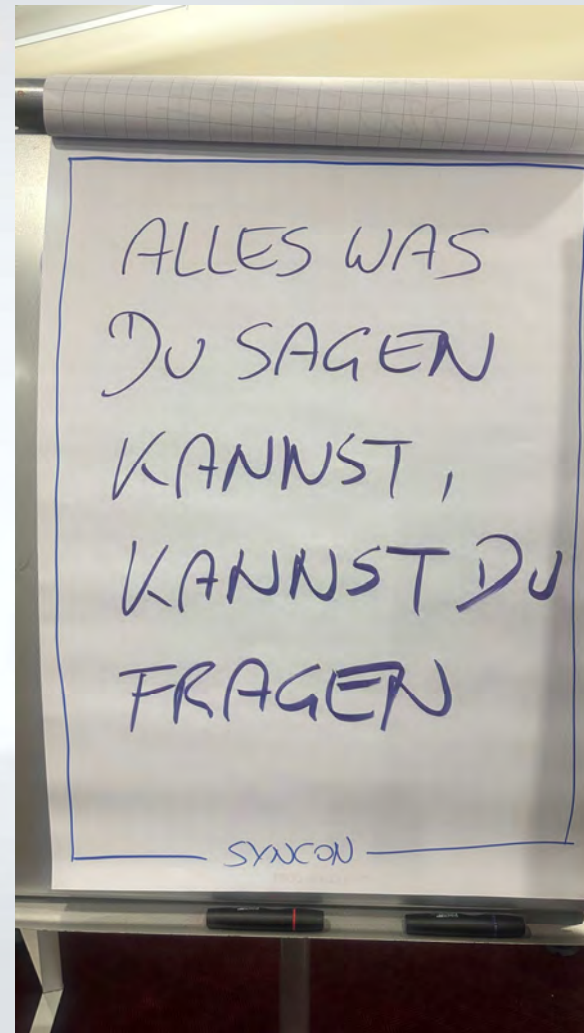 ALLES WAS
DU SAGEN
KANNST,
KANNST DU
FRAGEN
SYNCON